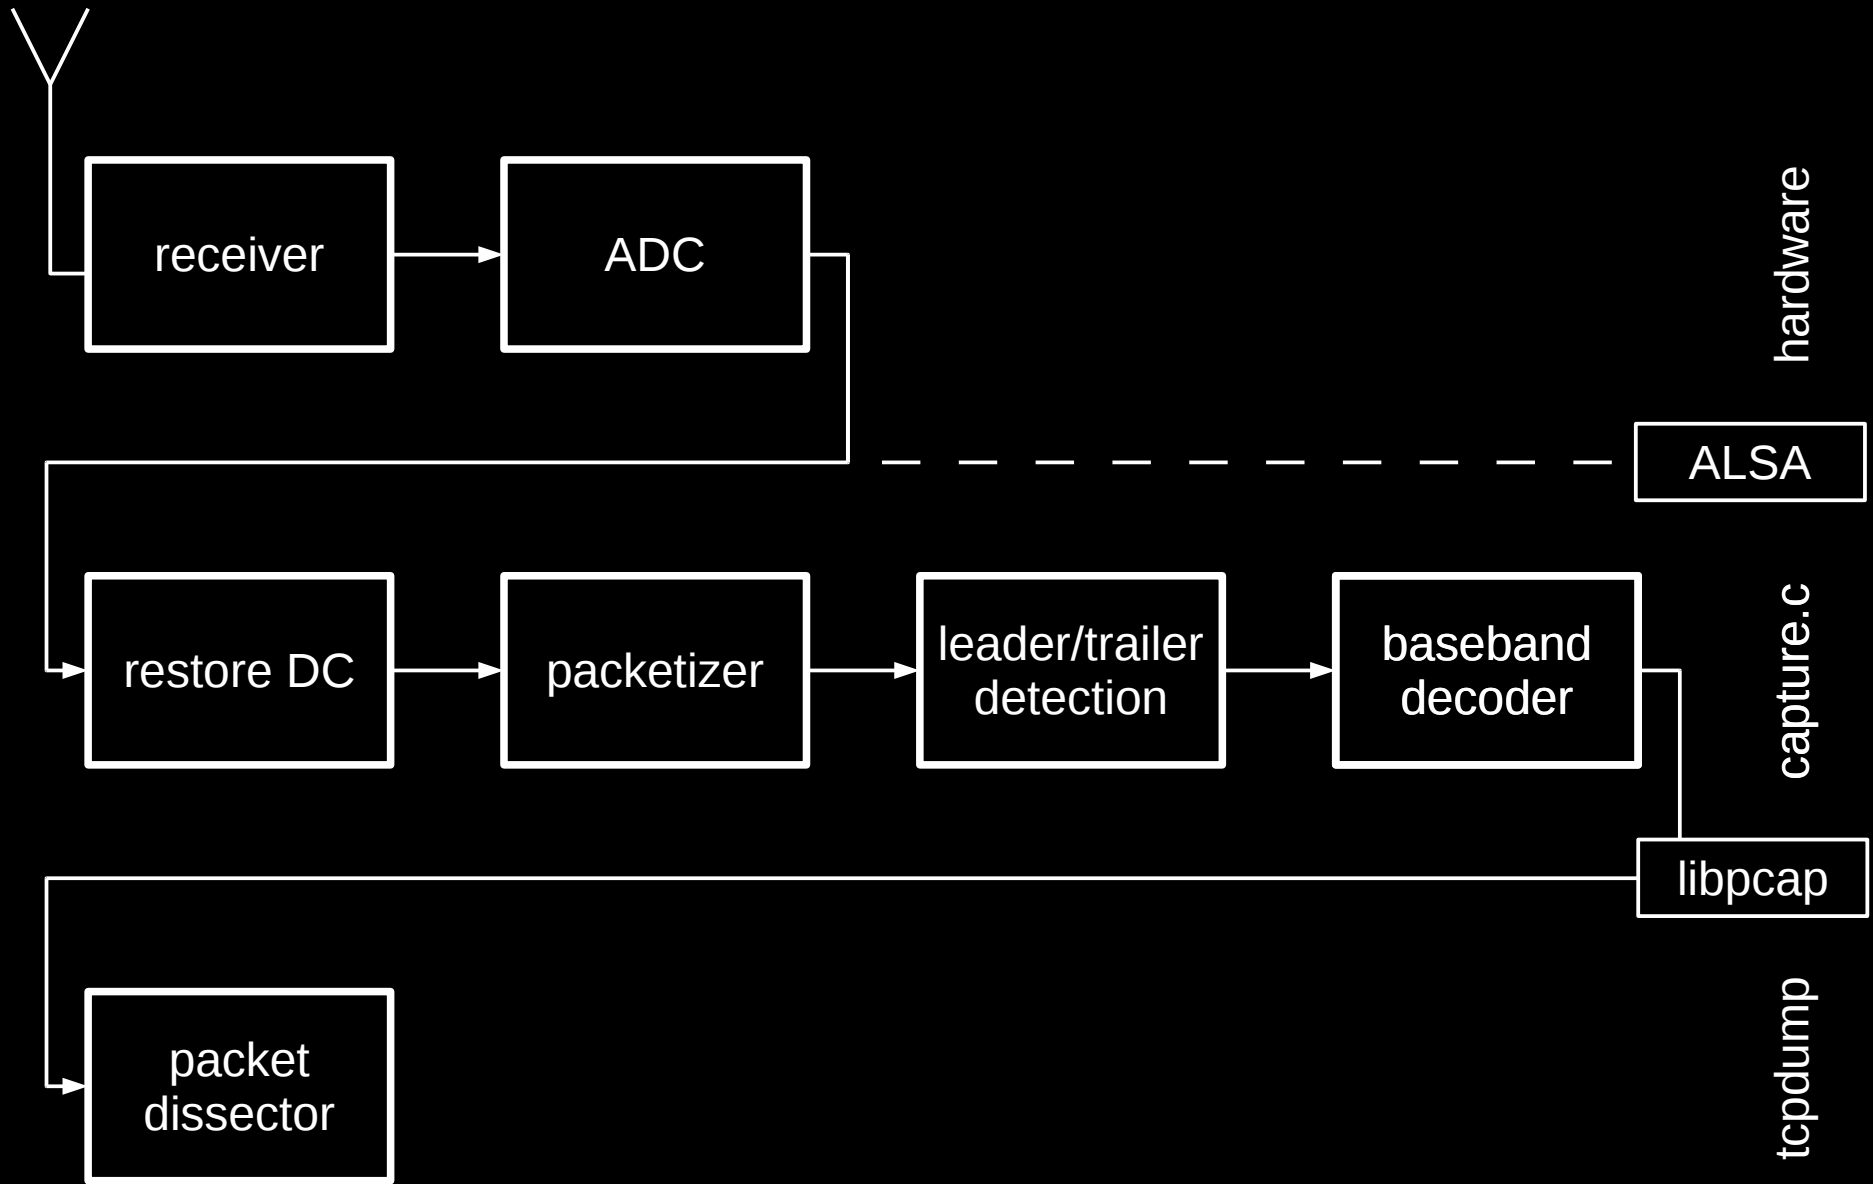 receiver
ADC
hardware
ALSA
restore DC
packetizer
leader/trailer
detection
baseband
decoder
capture.c
libpcap
packet
dissector
tcpdump